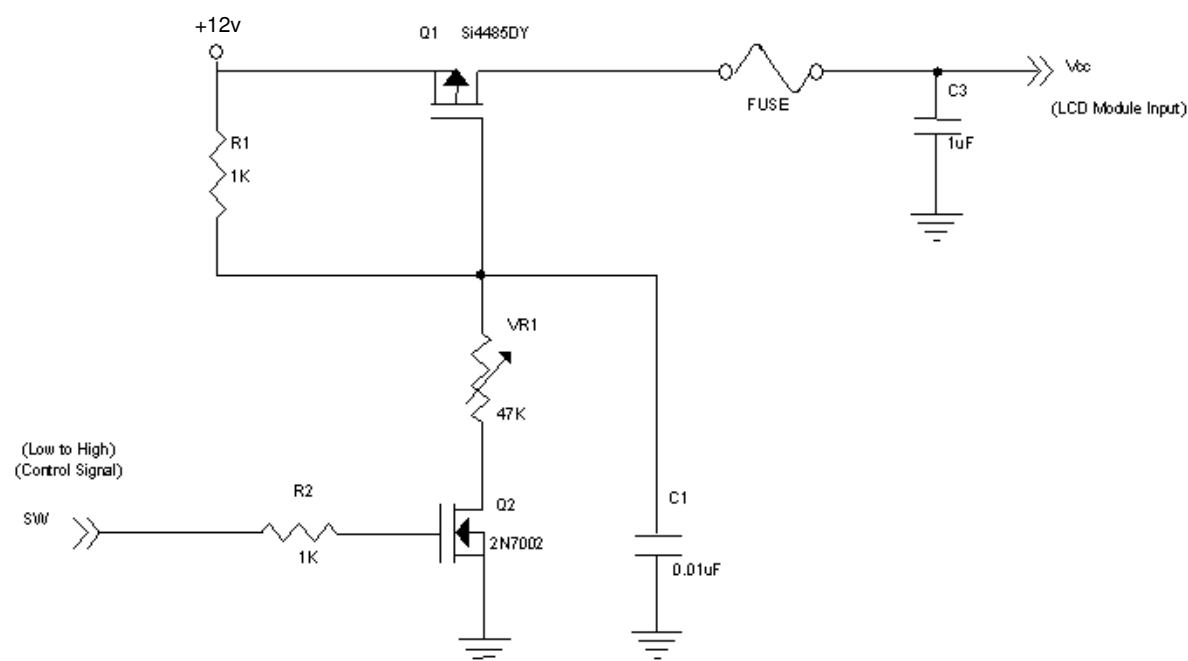 +12v
Q1 Si4485DY
FUSE
C3
1uF
Vcc
(LCD Module Input)
R1
1K
VR1
47K
(Low to High)
(Control Signal)
SW
R2
1K
Q2
2N7002
C1
0.01uF